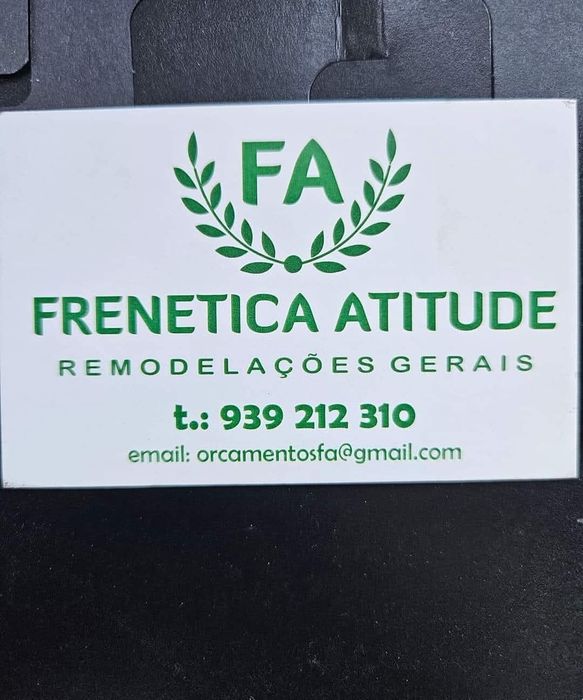 FA
FRENETICA ATITUDE
REMODELAÇÕES GERAIS
t.: 939 212 310
email: orcamentosfa@gmail.com